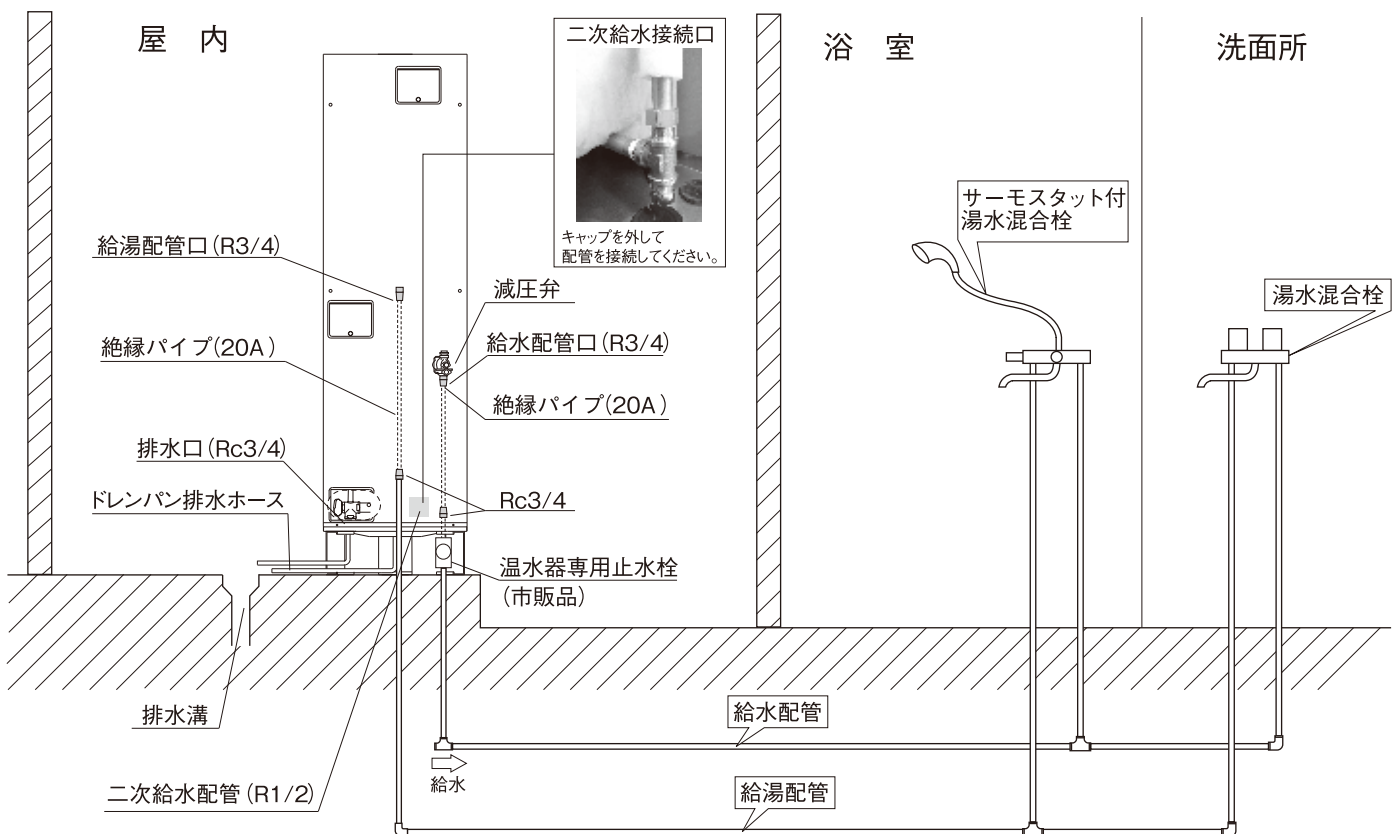 屋　内
二次給水接続口
キャップを外して
配管を接続してください。
浴　室
洗面所
サーモスタット付
湯水混合栓
湯水混合栓
給湯配管口（R3/4）
減圧弁
給水配管口（R3/4）
絶縁パイプ(20A）
絶縁パイプ(20A）
排水口（Rc3/4）
ドレンパン排水ホース
Rc3/4
温水器専用止水栓
（市販品）
排水溝
給水配管
給水
二次給水配管（R1/2）
給湯配管